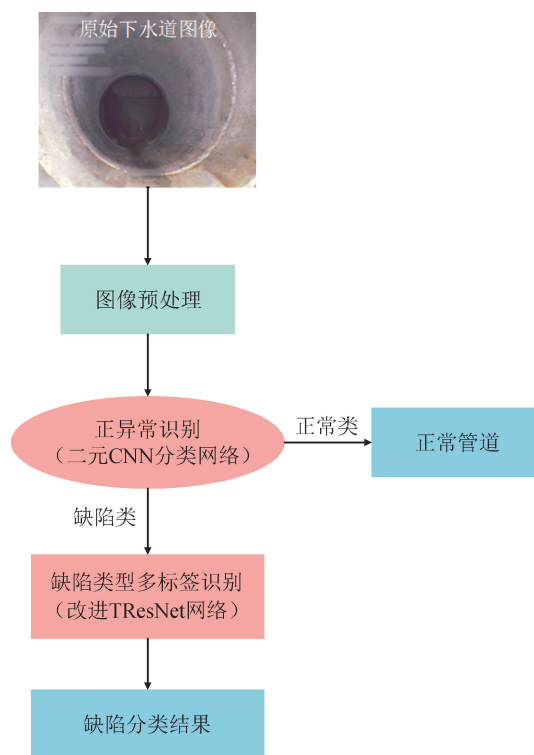 原始下水道图像
图像预处理
正异常识别
（二元CNN分类网络）
正常类
正常管道
缺陷类
缺陷类型多标签识别
（改进TResNet网络）
缺陷分类结果